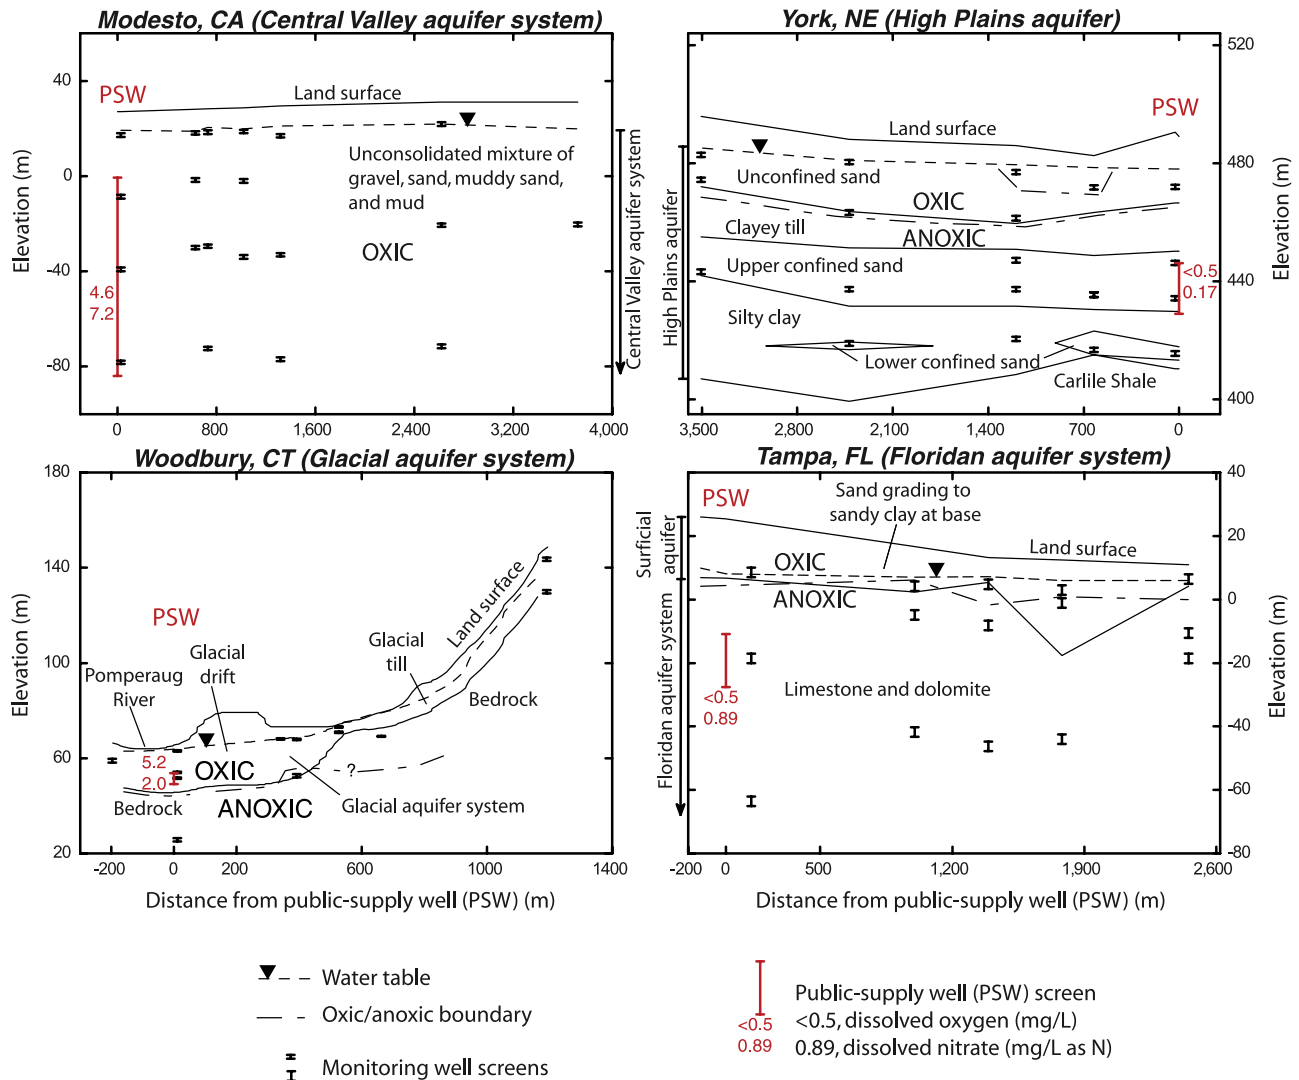 Modesto, CA (Central Valley aquifer system)
Elevation (m)
40
0
-40
-80
PSW
Land surface
Unconsolidated mixture of
gravel, sand, muddy sand,
and mud
OXIC
4.6
7.2
Central Valley aquifer system
0
800
1,600
2,400
3,200
4,000
York, NE (High Plains aquifer)
520
480
440
400
Elevation (m)
PSW
Land surface
Unconfined sand
OXIC
Clayey till
ANOXIC
Upper confined sand
<0.5
0.17
Silty clay
Lower confined sand
Carlile Shale
High Plains aquifer
3,500
2,800
2,100
1,400
700
0
Woodbury, CT (Glacial aquifer system)
Elevation (m)
180
140
100
60
20
PSW
Pomperaug
River
Glacial
drift
Glacial
till
Land surface
Bedrock
5.2
2.0
OXIC
?
Bedrock
ANOXIC
Glacial aquifer system
-200
0
200
600
1000
1400
Distance from public-supply well (PSW) (m)
Tampa, FL (Floridan aquifer system)
40
20
0
-20
-40
-60
-80
Elevation (m)
PSW
Sand grading to
sandy clay at base
Surficial
aquifer
Land surface
OXIC
ANOXIC
Floridan aquifer system
<0.5
0.89
Limestone and dolomite
-200
0
500
1,200
1,900
2,600
Distance from public-supply well (PSW) (m)
Water table
Oxic/anoxic boundary
Monitoring well screens
<0.5
0.89
Public-supply well (PSW) screen
<0.5, dissolved oxygen (mg/L)
0.89, dissolved nitrate (mg/L as N)